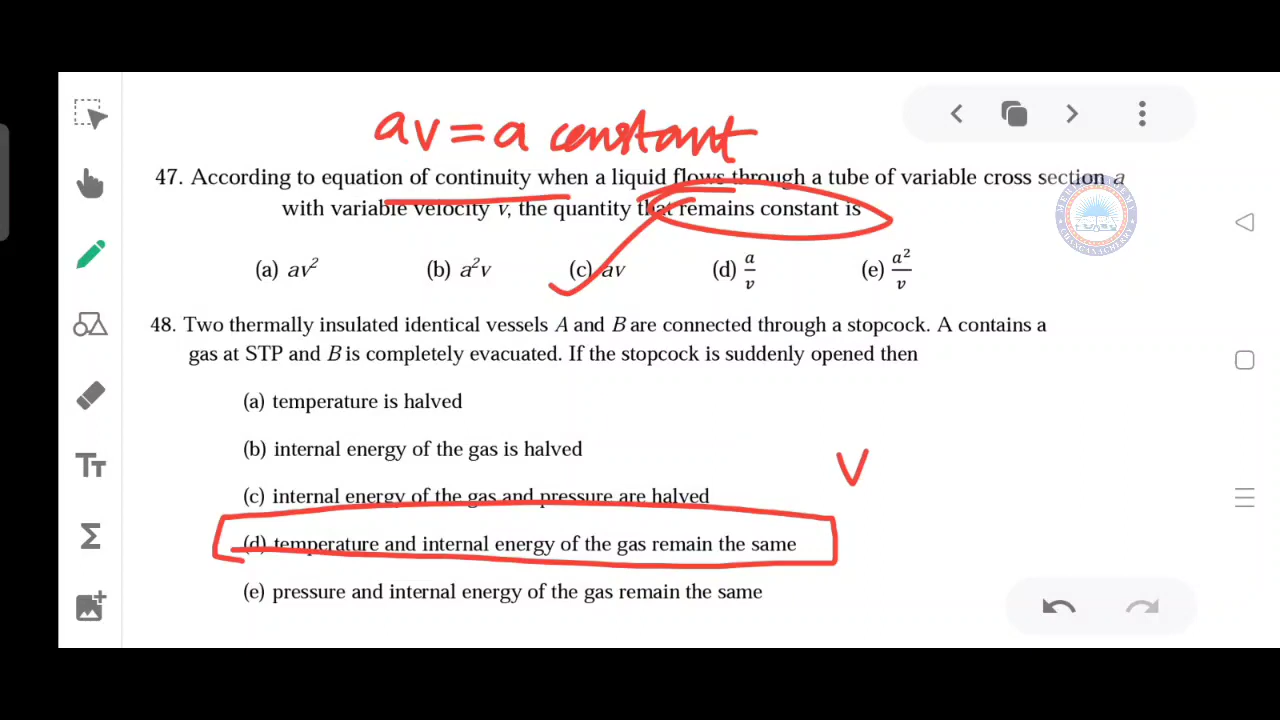 av = a constant
47. According to equation of continuity when a liquid flows through a tube of variable cross section a
with variable velocity v, the quantity that remains constant is
(a) av² (b) a²v (c) av (d) a/v (e) a²/v
48. Two thermally insulated identical vessels A and B are connected through a stopcock. A contains a
gas at STP and B is completely evacuated. If the stopcock is suddenly opened then
(a) temperature is halved
(b) internal energy of the gas is halved
V
(c) internal energy of the gas and pressure are halved
(d) temperature and internal energy of the gas remain the same
(e) pressure and internal energy of the gas remain the same
TT
Σ